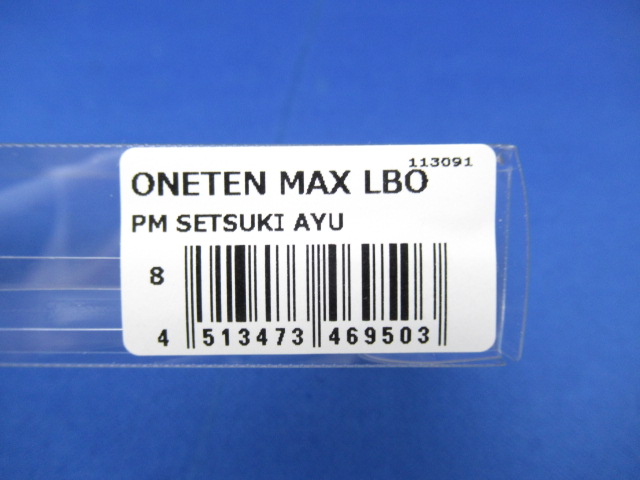 113091
ONETEN MAX LBO
PM SETSUKI AYU
8
4 513473 469503